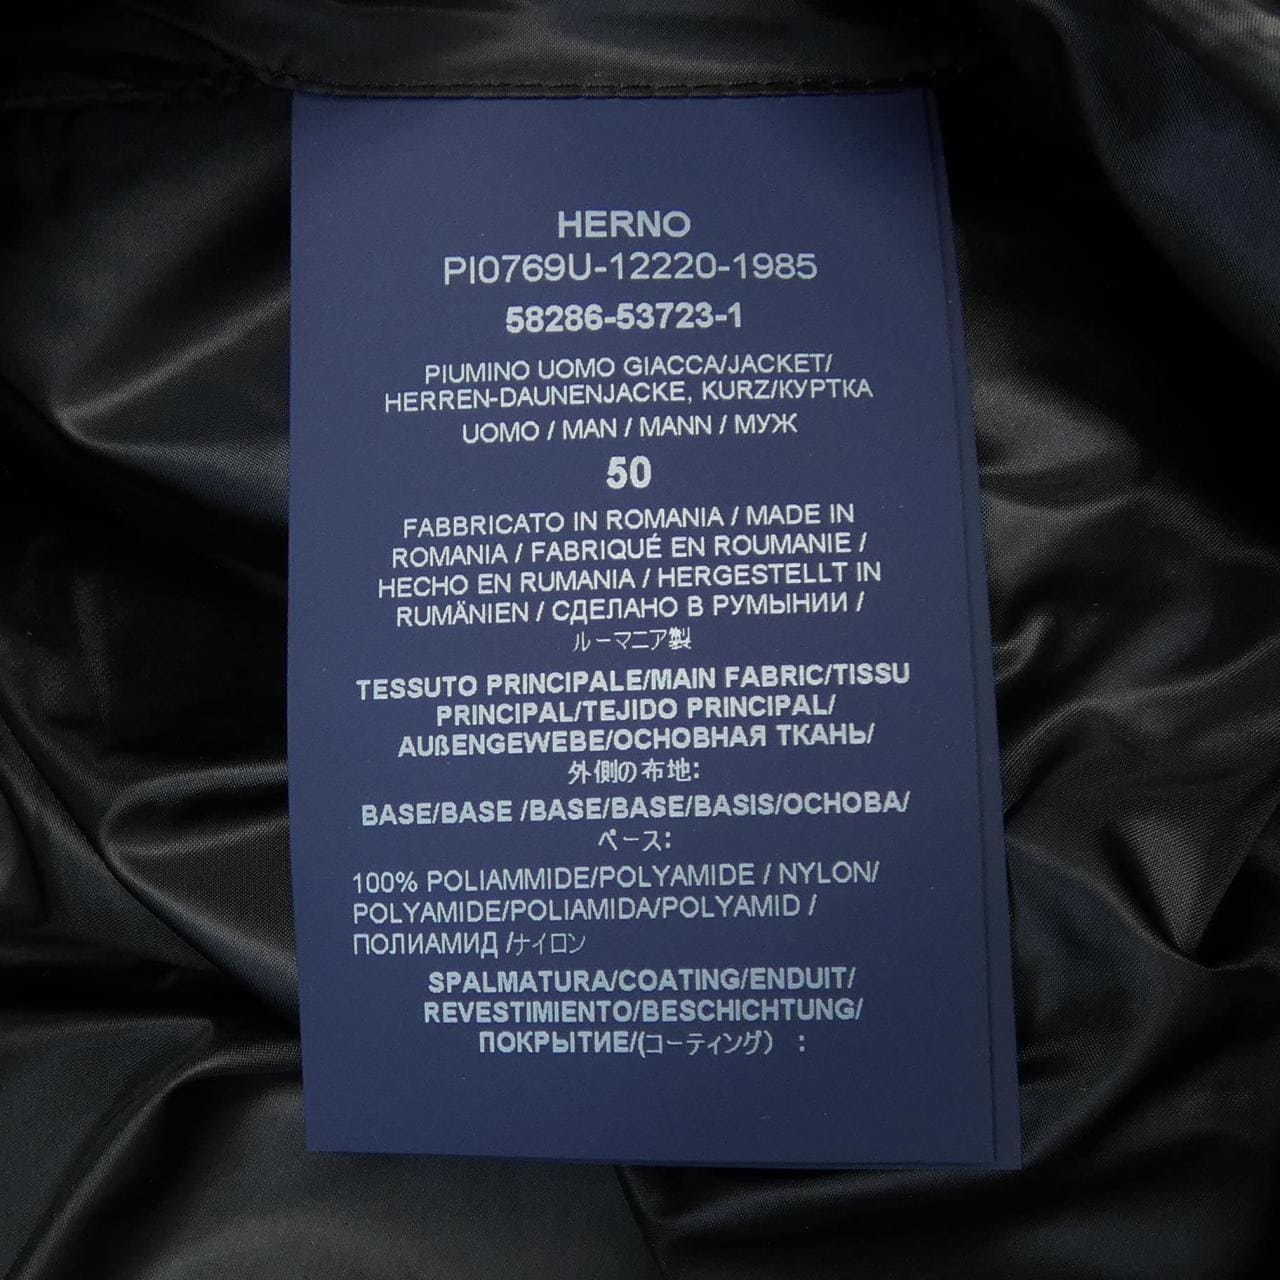 HERNO
PI0769U-12220-1985
58286-53723-1
PIUMINO UOMO GIACCA/JACKET/
HERREN-DAUNENJACKE, KURZ/КУРТКА
UOMO / MAN / MANN / МУЖ
50
FABBRICATO IN ROMANIA / MADE IN
ROMANIA / FABRIQUÉ EN ROUMANIE /
HECHO EN RUMANIA / HERGESTELLT IN
RUMÄNIEN / СДЕЛАНО В РУМЫНИИ /
ルーマニア製
TESSUTO PRINCIPALE/MAIN FABRIC/TISSU
PRINCIPAL/TEJIDO PRINCIPAL/
AUßENGEWEBE/ОСНОВНАЯ ТКАНЬ/
外側の布地:
BASE/BASE /BASE/BASE/BASIS/ОСНОВА/
ベース:
100% POLIAMMIDE/POLYAMIDE / NYLON/
POLYAMIDE/POLIAMIDA/POLYAMID /
ПОЛИАМИД /ナイロン
SPALMATURA/COATING/ENDUIT/
REVESTIMIENTO/BESCHICHTUNG/
ПОКРЫТИЕ/(コーティング） :